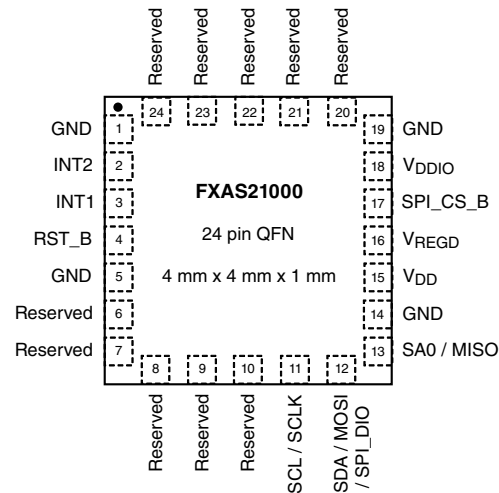 Reserved
Reserved
Reserved
Reserved
Reserved
24
23
22
21
20
GND
1
19
GND
INT2
2
18
VDDIO
INT1
3
FXAS21000
17
SPI_CS_B
RST_B
4
24 pin QFN
16
VREGD
GND
5
4 mm x 4 mm x 1 mm
15
VDD
Reserved
6
14
GND
Reserved
7
13
SA0 / MISO
8
9
10
11
12
Reserved
Reserved
Reserved
SCL / SCLK
SDA / MOSI
/ SPI_DIO